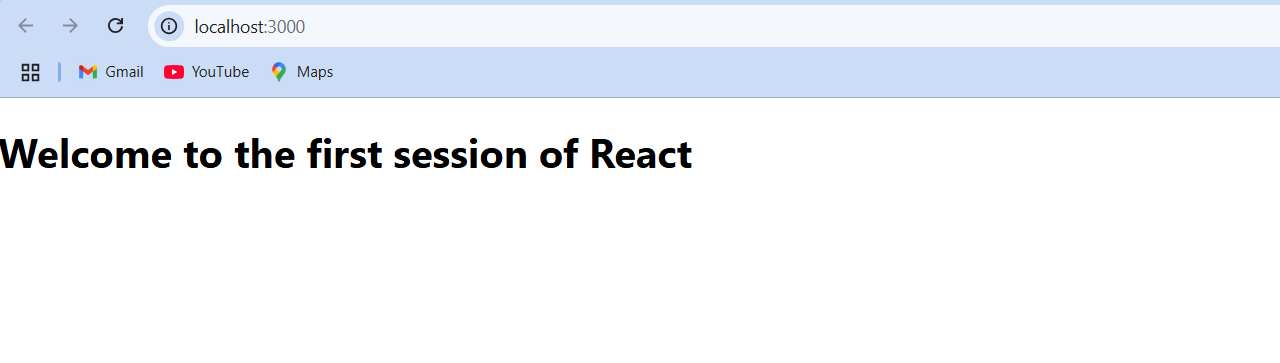 localhost:3000
Gmail YouTube Maps
Welcome to the first session of React